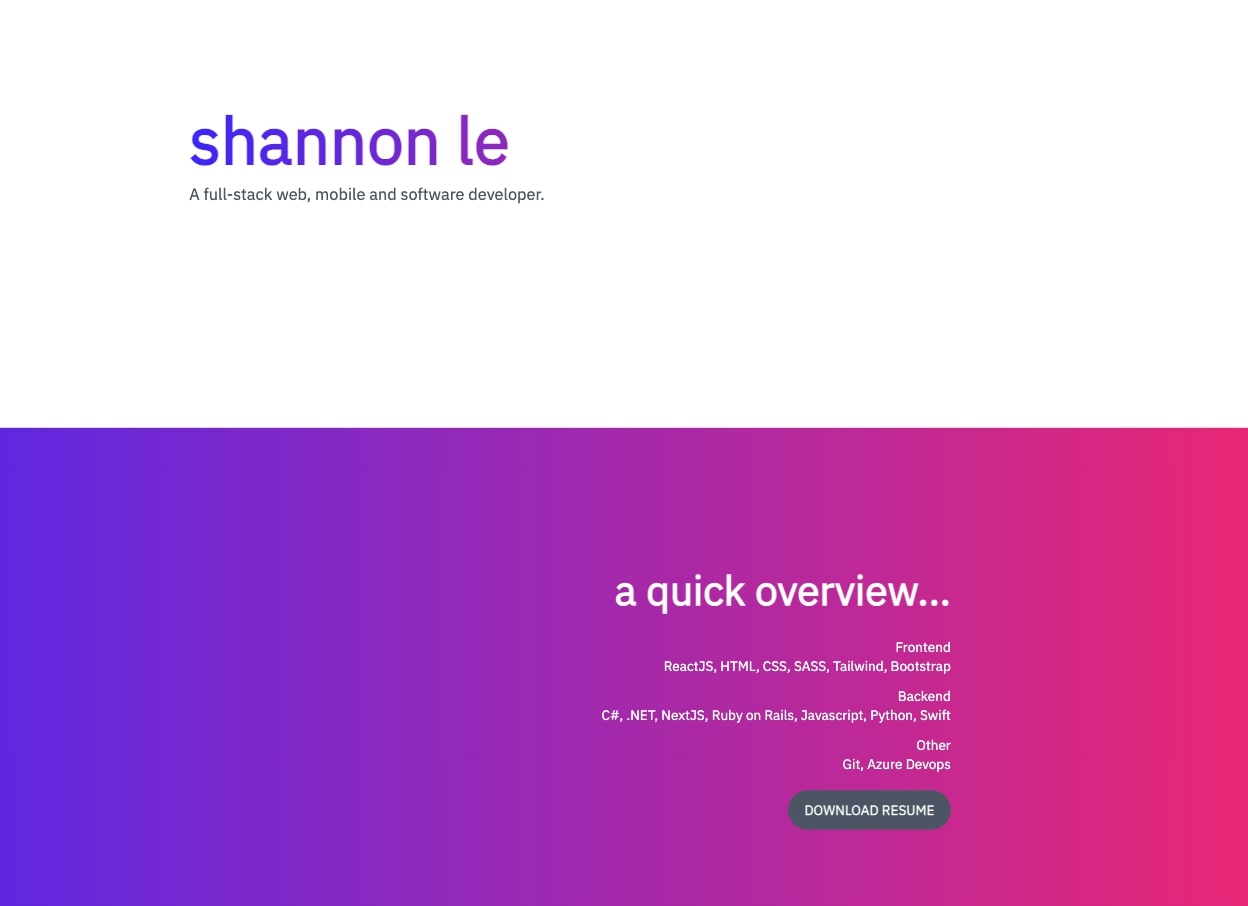 shannon le
A full-stack web, mobile and software developer.
a quick overview...
Frontend
ReactJS, HTML, CSS, SASS, Tailwind, Bootstrap
Backend
C#, .NET, NextJS, Ruby on Rails, Javascript, Python, Swift
Other
Git, Azure Devops
DOWNLOAD RESUME